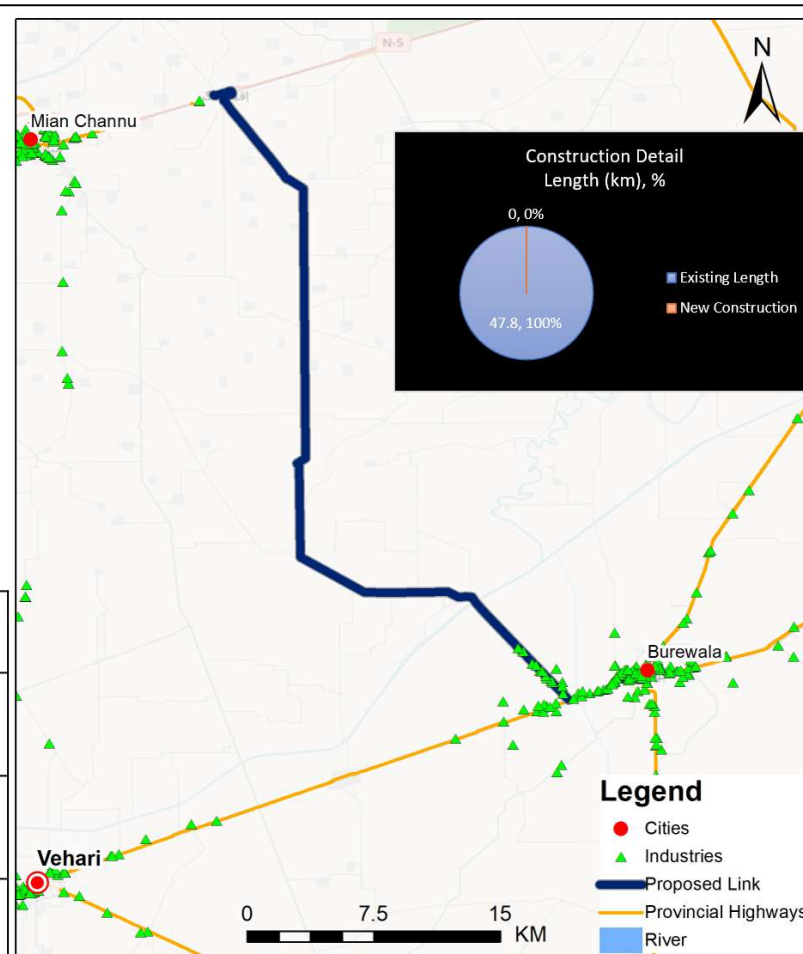 N-5
N
Mian Channu
Construction Detail
Length (km), %
0, 0%
47.8, 100%
Existing Length
New Construction
Burewala
Vehari
Legend
Cities
Industries
Proposed Link
Provincial Highways
River
0 7.5 15
KM